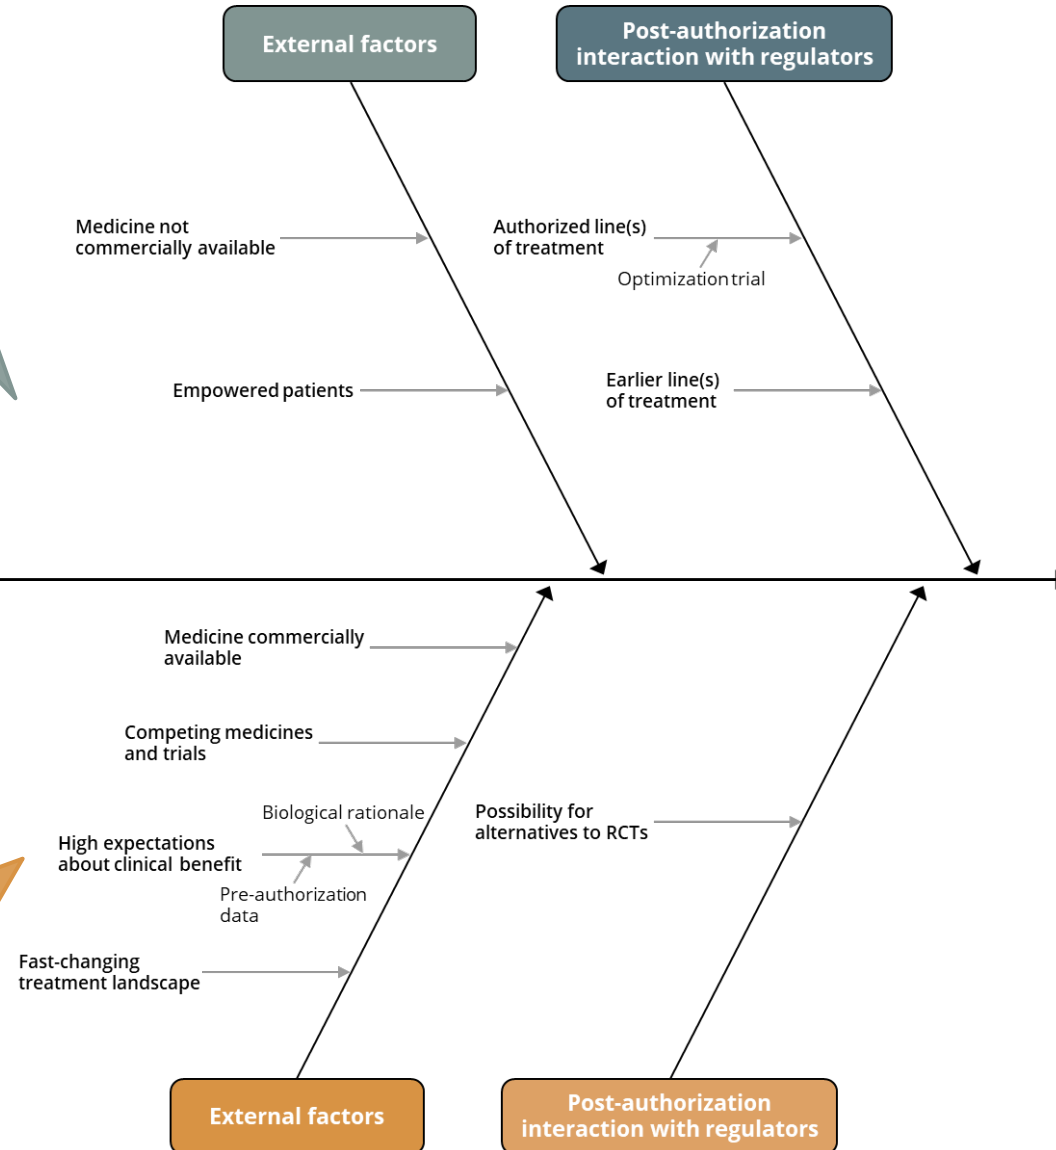 External factors
Post-authorization
interaction with regulators
Medicine not
commercially available
Authorized line(s)
of treatment
Optimization trial
Empowered patients
Earlier line(s)
of treatment
Medicine commercially
available
Competing medicines
and trials
Biological rationale
High expectations
about clinical benefit
Pre-authorization
data
Possibility for
alternatives to RCTs
Fast-changing
treatment landscape
External factors
Post-authorization
interaction with regulators